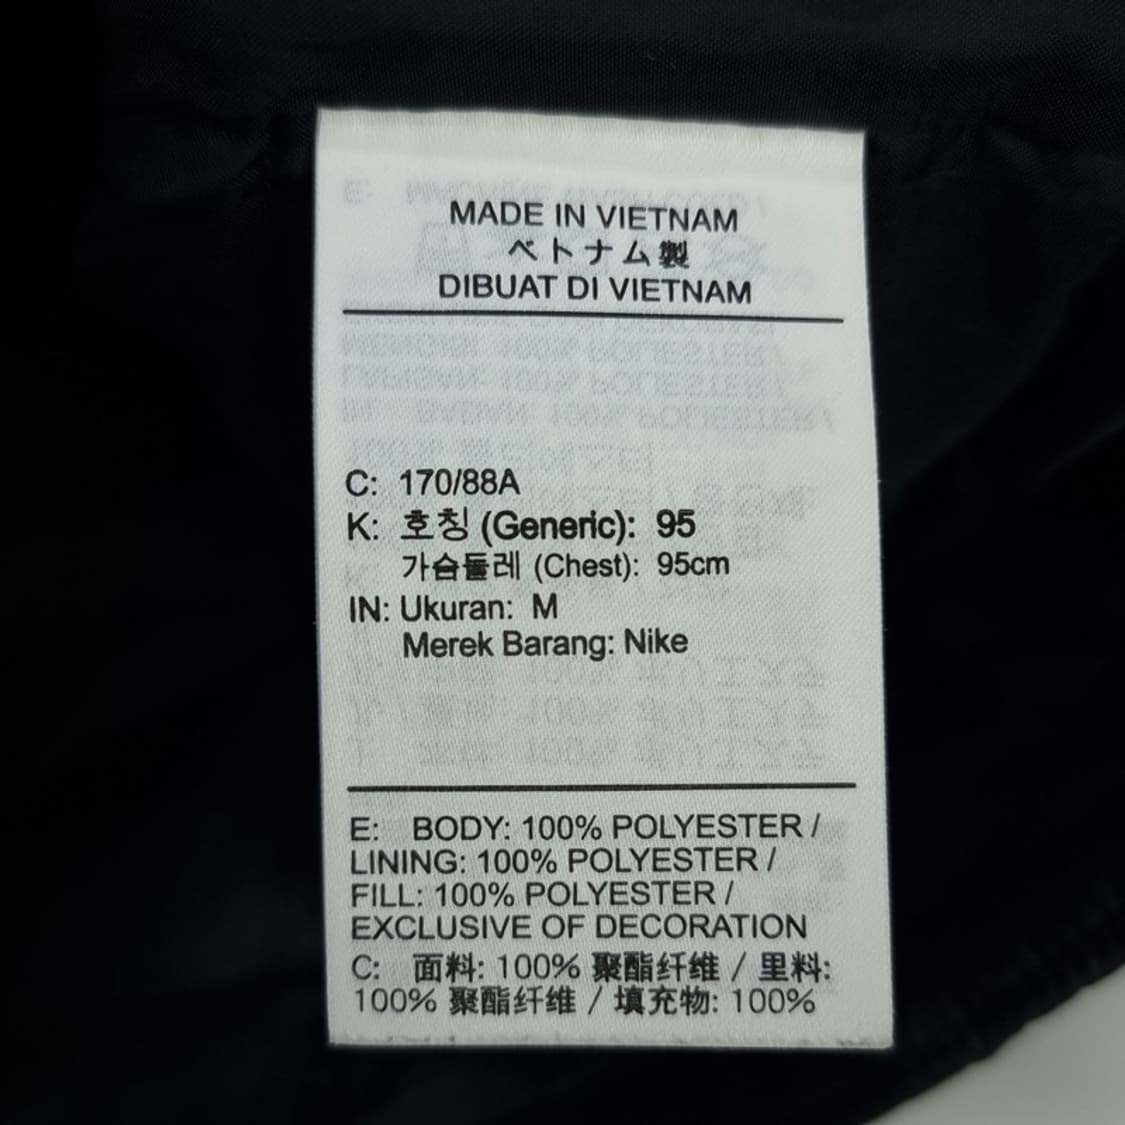 MADE IN VIETNAM
ベトナム製
DIBUAT DI VIETNAM
C: 170/88A
K: 호칭 (Generic): 95
가슴둘레 (Chest): 95cm
IN: Ukuran: M
Merek Barang: Nike
E: BODY: 100% POLYESTER /
LINING: 100% POLYESTER /
FILL: 100% POLYESTER /
EXCLUSIVE OF DECORATION
C: 面料: 100% 聚酯纤维 / 里料:
100% 聚酯纤维 / 填充物: 100%